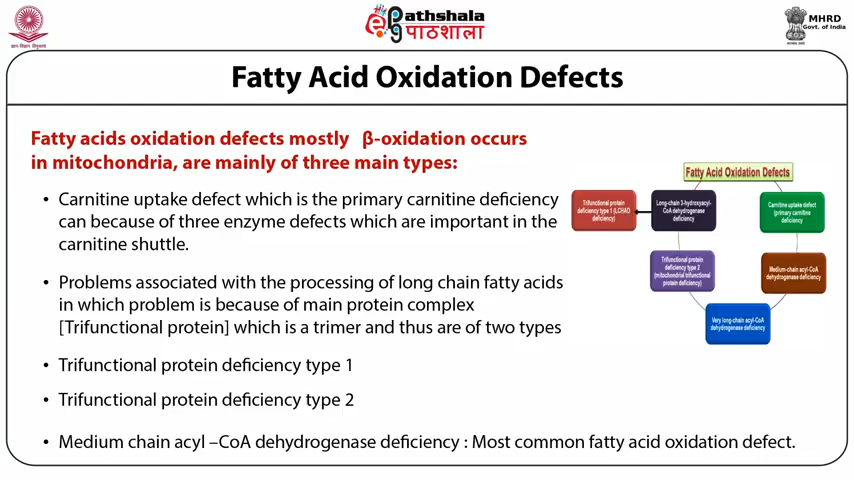 Pathshala
पाठशाला
MHRD
Govt. of India
Fatty Acid Oxidation Defects
Fatty acids oxidation defects mostly β-oxidation occurs
in mitochondria, are mainly of three main types:
• Carnitine uptake defect which is the primary carnitine deficiency
can because of three enzyme defects which are important in the
carnitine shuttle.
• Problems associated with the processing of long chain fatty acids
in which problem is because of main protein complex
[Trifunctional protein] which is a trimer and thus are of two types
• Trifunctional protein deficiency type 1
• Trifunctional protein deficiency type 2
• Medium chain acyl –CoA dehydrogenase deficiency : Most common fatty acid oxidation defect.
Fatty Acid Oxidation Defects
Trifunctional protein
deficiency type 1 (LCHAD
deficiency)
Long-chain 3-hydroxyacyl-
CoA dehydrogenase
deficiency
Carnitine uptake defect
(primary carnitine
deficiency)
Trifunctional protein
deficiency type 2
(mitochondrial trifunctional
protein deficiency)
Medium-chain acyl-CoA
dehydrogenase deficiency
Very long-chain acyl-CoA
dehydrogenase deficiency